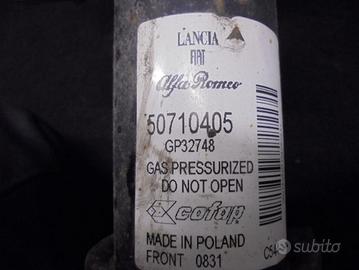 LANCIA
FIAT
Alfa Romeo
50710405
GP32748
GAS PRESSURIZED
DO NOT OPEN
cofap
MADE IN POLAND
FRONT 0831
subito